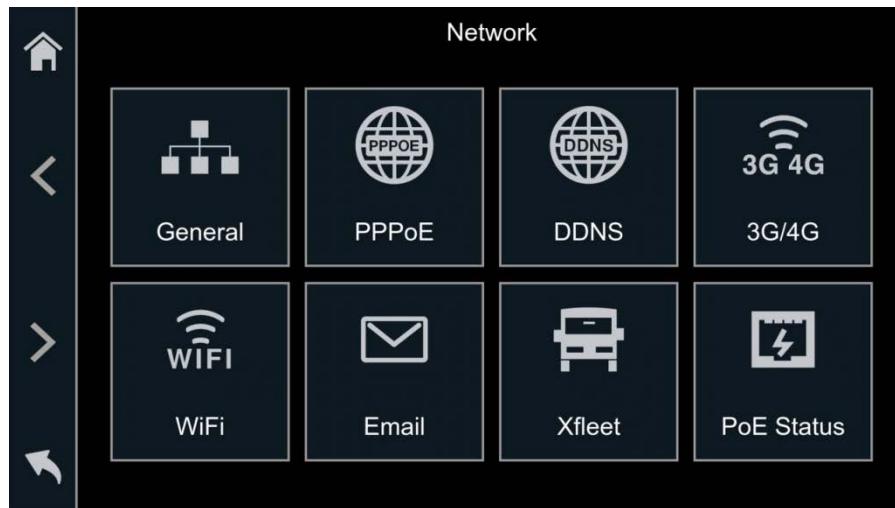 Network
PPPOE
DDNS
3G 4G
General
PPPoE
DDNS
3G/4G
WIFI
WiFi
Email
Xfleet
PoE Status